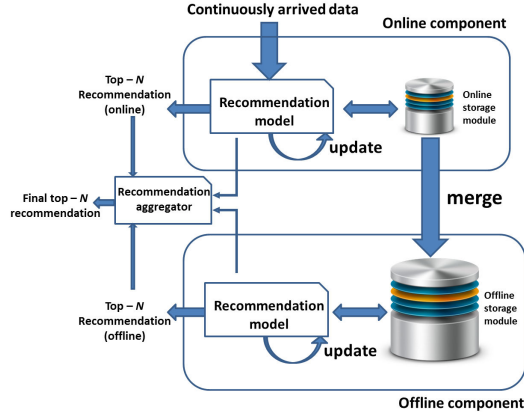 Continuously arrived data
Online component
Top – N
Recommendation
(online)
Recommendation
model
Online
storage
module
update
Final top – N
recommendation
Recommendation
aggregator
merge
Top – N
Recommendation
(offline)
Recommendation
model
Offline
storage
module
update
Offline component